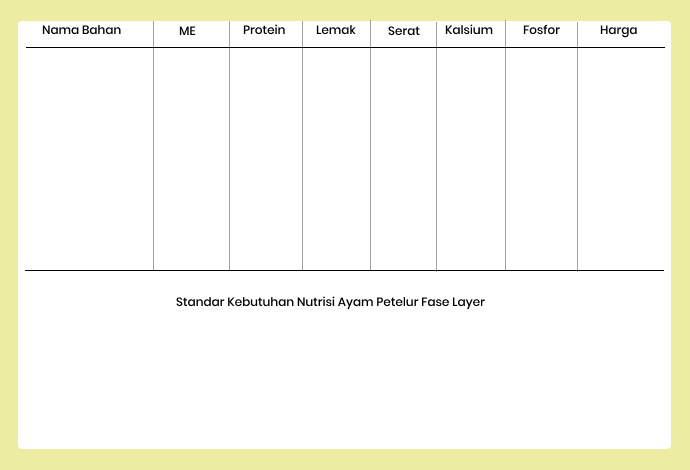 Nama Bahan ME Protein Lemak Serat Kalsium Fosfor Harga
Standar Kebutuhan Nutrisi Ayam Petelur Fase Layer